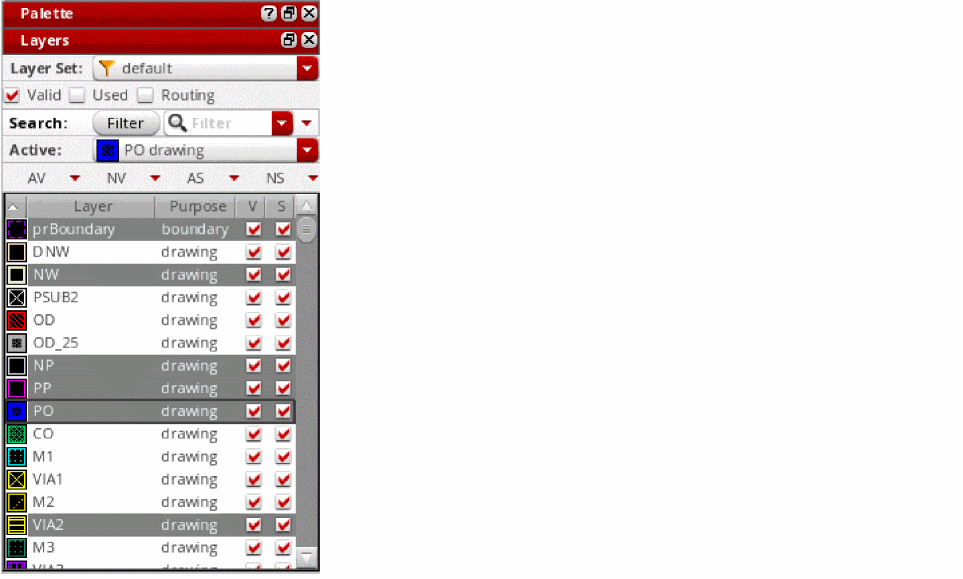 Palette
Layers
Layer Set: default
Valid Used Routing
Search: Filter Filter
Active: PO drawing
AV NV AS NS
Layer Purpose V S
prBoundary boundary
DNW drawing
NW drawing
PSUB2 drawing
OD drawing
OD_25 drawing
NP drawing
PP drawing
PO drawing
CO drawing
M1 drawing
VIA1 drawing
M2 drawing
VIA2 drawing
M3 drawing